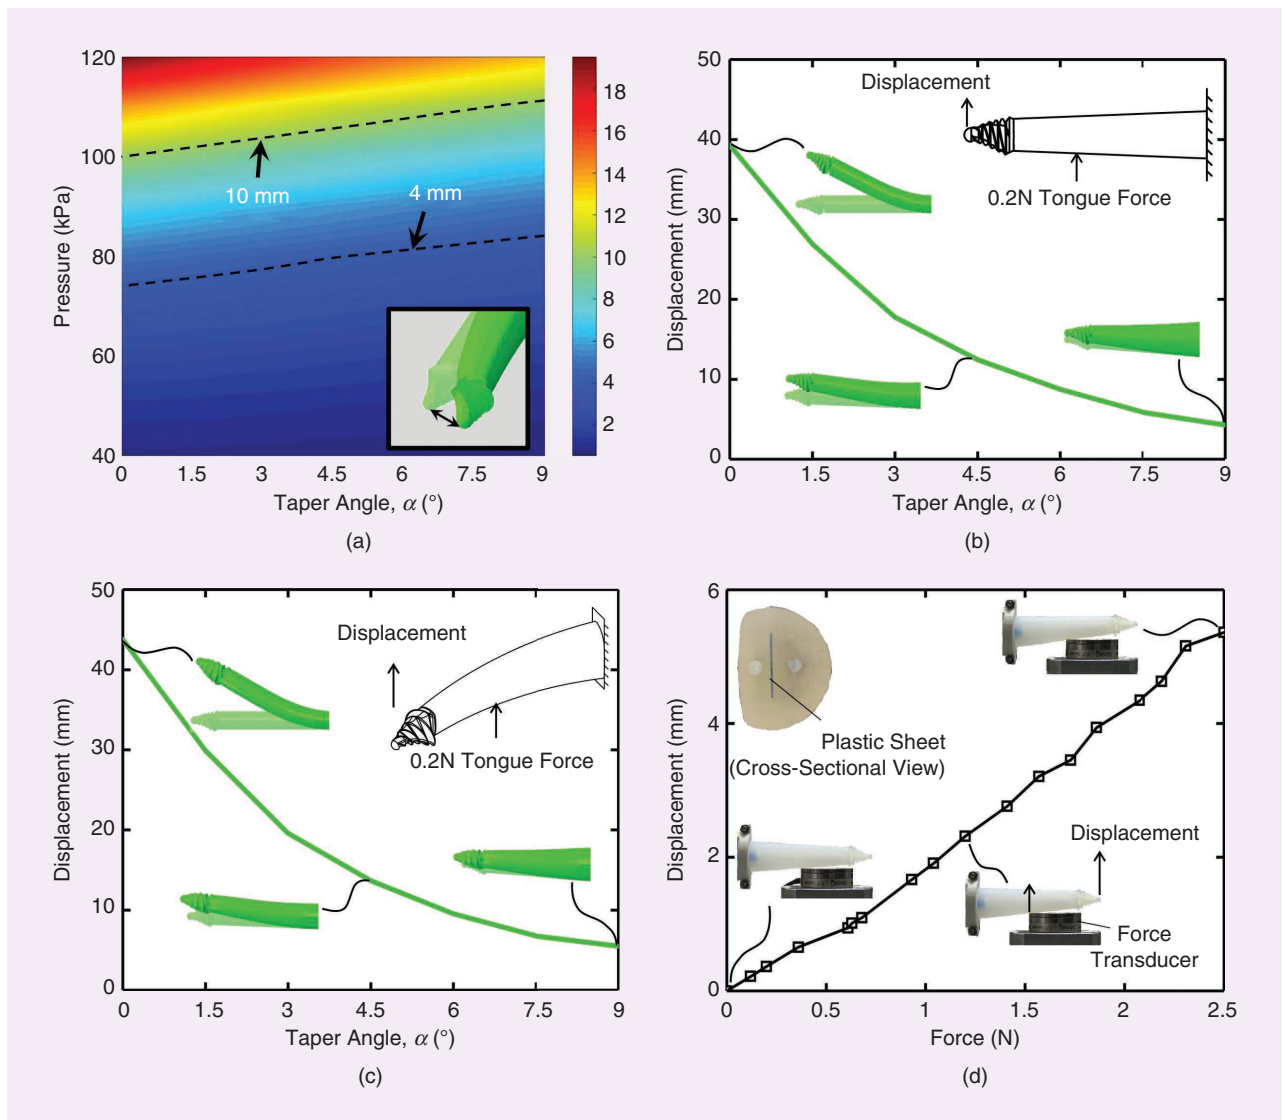 120
100
80
60
40
Pressure (kPa)
10 mm
4 mm
0
1.5
3
4.5
6
7.5
9
Taper Angle, α (°)
18
16
14
12
10
8
6
4
2
(a)
50
40
30
20
10
0
Displacement (mm)
Displacement
0.2N Tongue Force
0
1.5
3
4.5
6
7.5
9
Taper Angle, α (°)
(b)
50
40
30
20
10
0
Displacement (mm)
Displacement
0.2N Tongue Force
0
1.5
3
4.5
6
7.5
9
Taper Angle, α (°)
(c)
6
4
2
0
Displacement (mm)
Plastic Sheet
(Cross-Sectional View)
Displacement
Force
Transducer
0
0.5
1
1.5
2
2.5
Force (N)
(d)